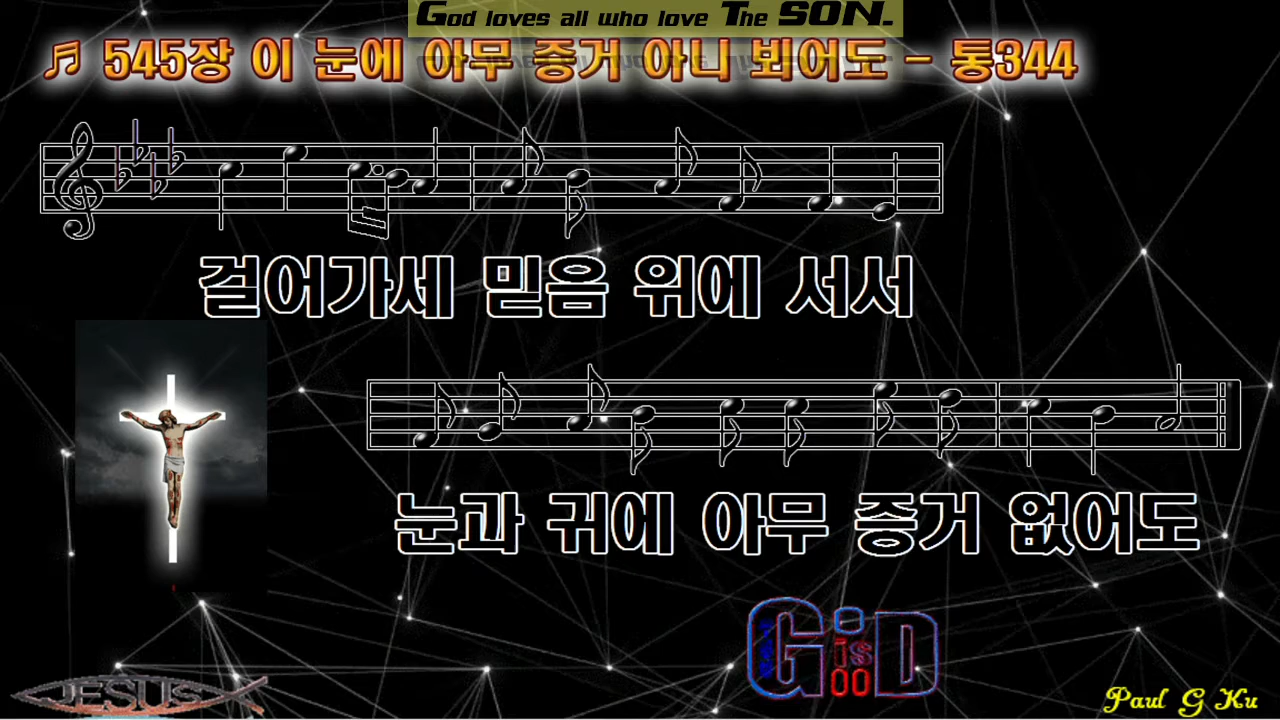 God loves all who love The SON.
♬ 545장 이 눈에 아무 증거 아니 뵈어도 - 통344
걸어가세 믿음 위에 서서
눈과 귀에 아무 증거 없어도
God is GOOD
JESUS
Paul G Ku